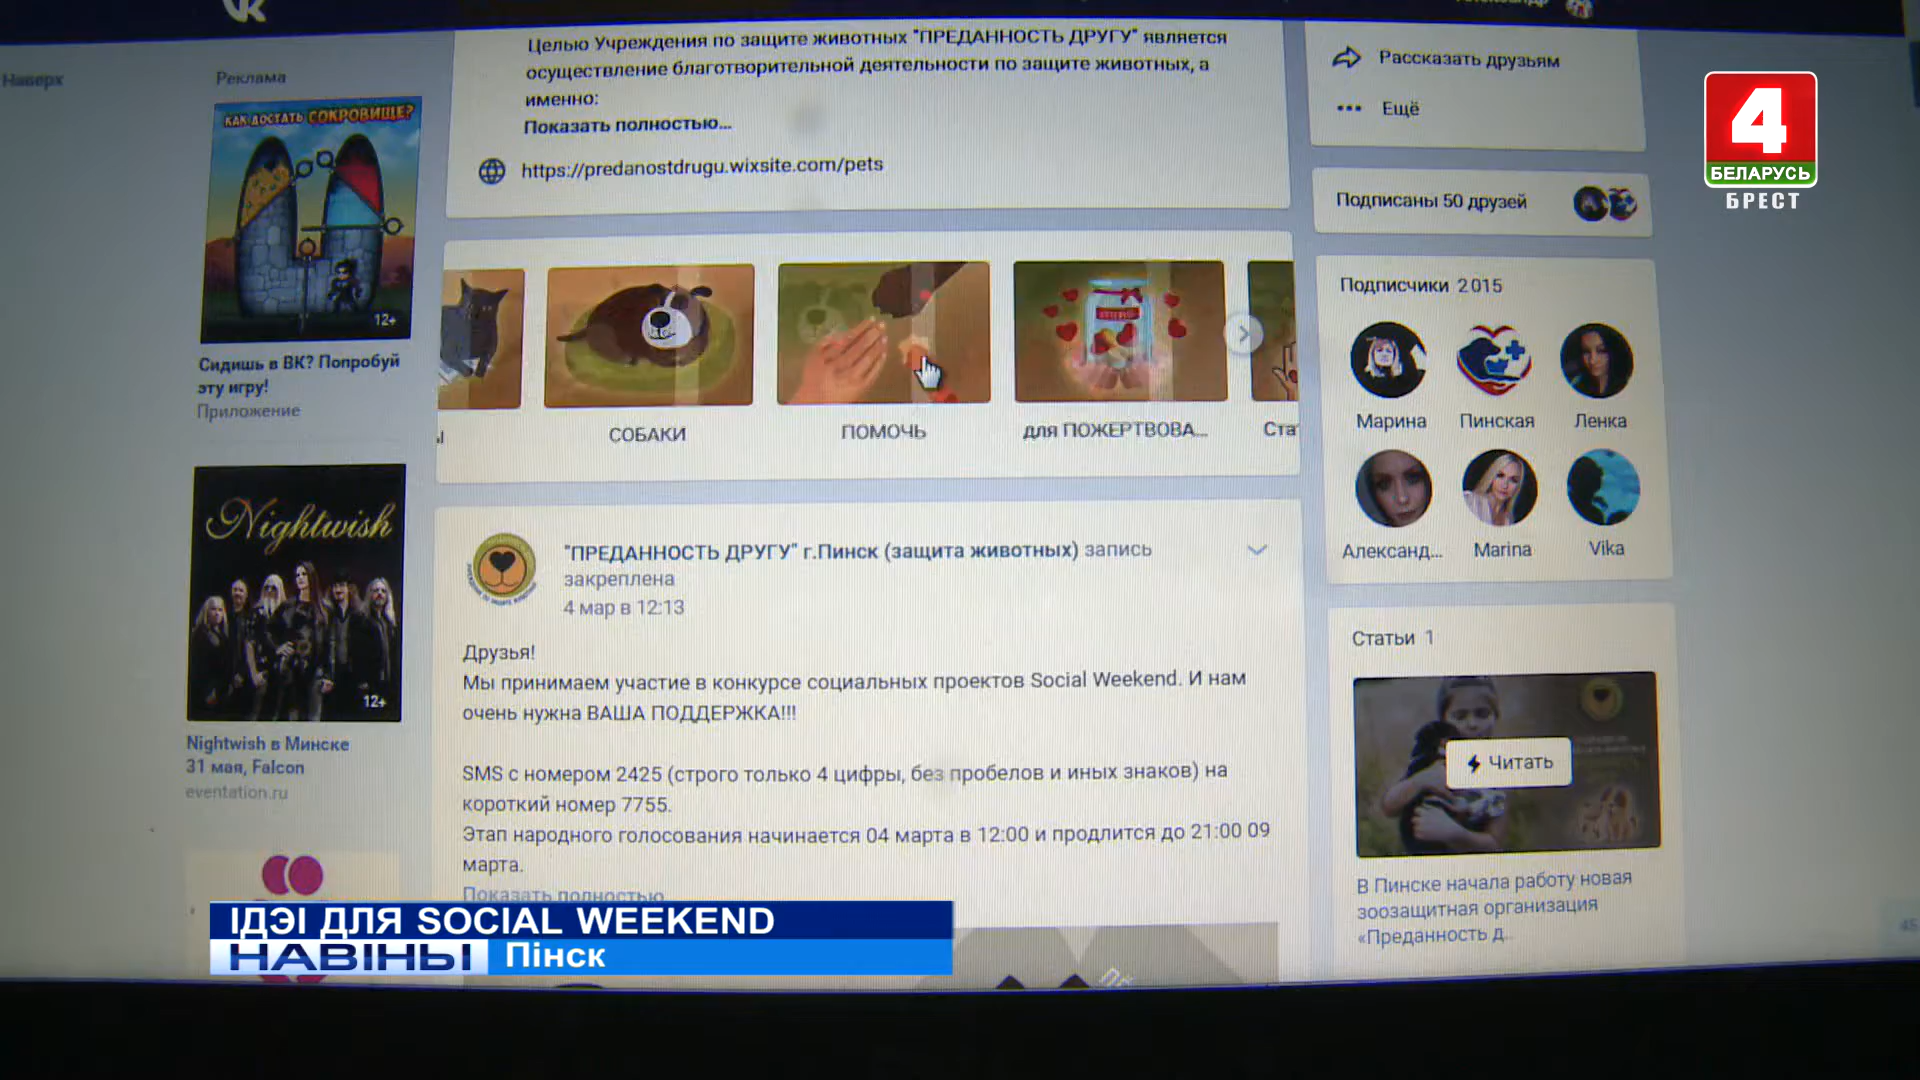 Наверх
Реклама
КАК ДОСТАТЬ СОКРОВИЩЕ?
12+
Сидишь в ВК? Попробуй
эту игру!
Приложение
Nightwish
12+
Nightwish в Минске
31 мая, Falcon
eventation.ru
Целью Учреждения по защите животных "ПРЕДАННОСТЬ ДРУГУ" является
осуществление благотворительной деятельности по защите животных, а
именно:
Показать полностью...
https://predanostdrugu.wixsite.com/pets
СОБАКИ
ПОМОЧЬ
для ПОЖЕРТВОВА...
Ста
"ПРЕДАННОСТЬ ДРУГУ" г.Пинск (защита животных) запись
закреплена
4 мар в 12:13
Друзья!
Мы принимаем участие в конкурсе социальных проектов Social Weekend. И нам
очень нужна ВАША ПОДДЕРЖКА!!!
SMS с номером 2425 (строго только 4 цифры, без пробелов и иных знаков) на
короткий номер 7755.
Этап народного голосования начинается 04 марта в 12:00 и продлится до 21:00 09
марта.
Показать полностью
Рассказать друзьям
Ещё
Подписаны 50 друзей
Подписчики 2015
Марина
Пинская
Ленка
Александ...
Marina
Vika
Статьи 1
Читать
В Пинске начала работу новая
зоозащитная организация
«Преданность д...
4
БЕЛАРУСЬ
БРЕСТ
ІДЭІ ДЛЯ SOCIAL WEEKEND
НАВІНЫ
Пінск